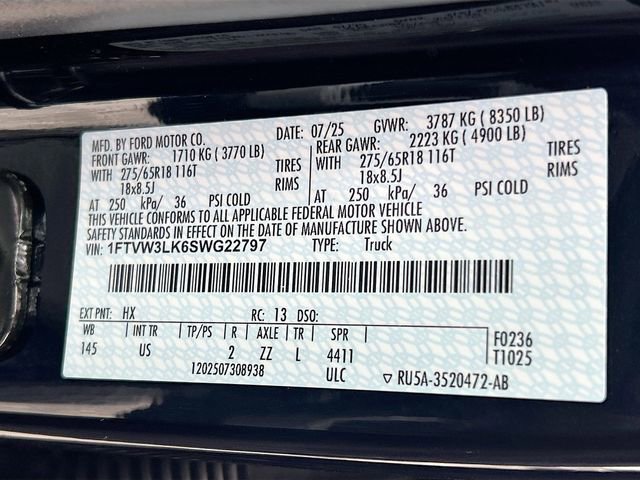 MFD. BY FORD MOTOR CO.
DATE: 07/25 GVWR: 3787 KG ( 8350 LB)
FRONT GAWR: 1710 KG ( 3770 LB)
REAR GAWR: 2223 KG ( 4900 LB)
WITH 275/65R18 116T TIRES
WITH 275/65R18 116T TIRES
18x8.5J RIMS
18x8.5J RIMS
AT 250 kPa/ 36 PSI COLD
AT 250 kPa/ 36 PSI COLD
THIS VEHICLE CONFORMS TO ALL APPLICABLE FEDERAL MOTOR VEHICLE
SAFETY STANDARDS IN EFFECT ON THE DATE OF MANUFACTURE SHOWN ABOVE.
VIN: 1FTVW3LK6SWG22797 TYPE: Truck
EXT PNT: HX RC: 13 DSO:
WB INT TR TP/PS R AXLE TR SPR
145 US 2 ZZ L 4411
1202507308938 ULC
F0236
T1025
RU5A-3520472-AB